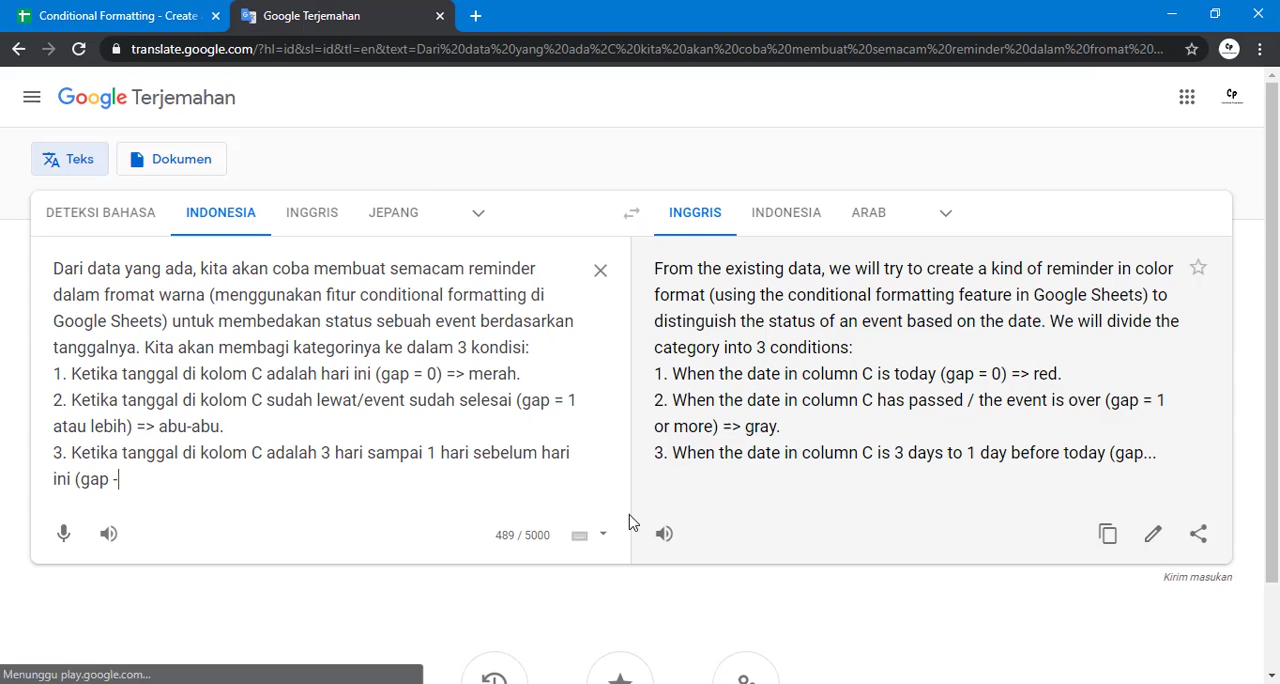 Conditional Formatting - Create
Google Terjemahan
translate.google.com/?hl=id&sl=id&tl=en&text=Dari%20data%20yang%20ada%2C%20kita%20akan%20coba%20membuat%20semacam%20reminder%20dalam%20fromat%20...
Google Terjemahan
Cp
Teks
Dokumen
DETEKSI BAHASA
INDONESIA
INGGRIS
JEPANG
INGGRIS
INDONESIA
ARAB
Dari data yang ada, kita akan coba membuat semacam reminder
dalam fromat warna (menggunakan fitur conditional formatting di
Google Sheets) untuk membedakan status sebuah event berdasarkan
tanggalnya. Kita akan membagi kategorinya ke dalam 3 kondisi:
1. Ketika tanggal di kolom C adalah hari ini (gap = 0) => merah.
2. Ketika tanggal di kolom C sudah lewat/event sudah selesai (gap = 1
atau lebih) => abu-abu.
3. Ketika tanggal di kolom C adalah 3 hari sampai 1 hari sebelum hari
ini (gap -
489 / 5000
From the existing data, we will try to create a kind of reminder in color
format (using the conditional formatting feature in Google Sheets) to
distinguish the status of an event based on the date. We will divide the
category into 3 conditions:
1. When the date in column C is today (gap = 0) => red.
2. When the date in column C has passed / the event is over (gap = 1
or more) => gray.
3. When the date in column C is 3 days to 1 day before today (gap...
Kirim masukan
Menunggu play.google.com...